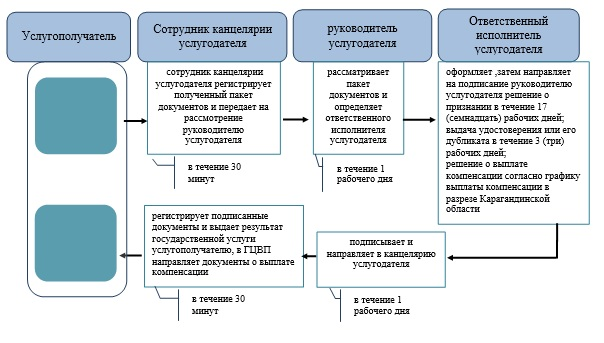 Услугополучатель
Сотрудник канцелярии
услугодателя
руководитель
услугодателя
Ответственный
исполнитель
услугодателя
сотрудник канцелярии
услугодателя регистрирует
полученный пакет
документов и передает на
рассмотрение
руководителю
услугодателя
в течение 30
минут
рассматривает
пакет
документов и
определяет
ответственного
исполнителя
услугодателя
в течение 1
рабочего дня
оформляет ,затем направляет
на подписание руководителю
услугодателя решение о
признании в течение 17
(семнадцать) рабочих дней;
выдача удостоверения или его
дубликата в течение 3 (три)
рабочих дней;
решение о выплате
компенсации согласно графику
выплаты компенсации в
разрезе Карагандинской
области
подписывает и
направляет в канцелярию
услугодателя
в течение 1
рабочего дня
регистрирует подписанные
документы и выдает результат
государственной услуги
услугополучателю, в ГЦВП
направляет документы о выплате
компенсации
в течение 30
минут